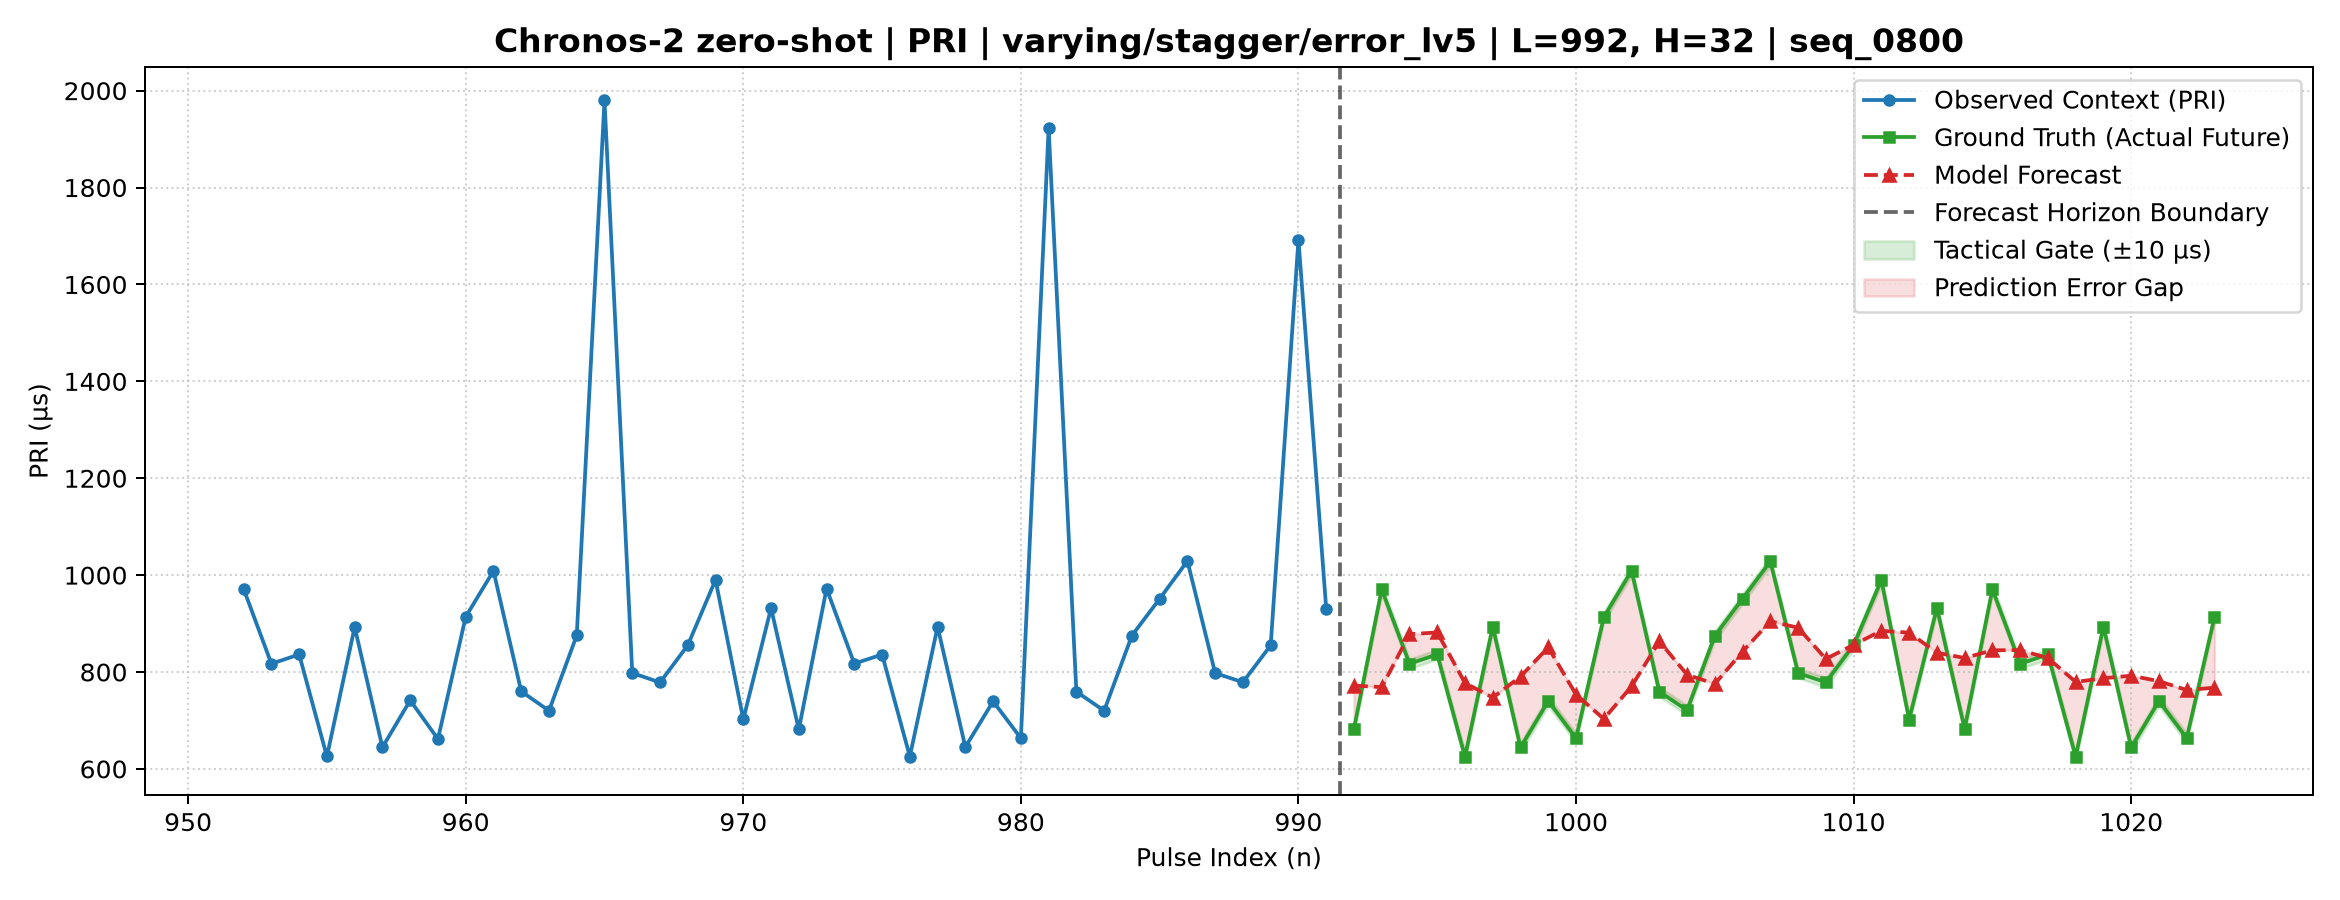 Chronos-2 zero-shot | PRI | varying/stagger/error_lv5 | L=992, H=32 | seq_0800
2000
1800
1600
1400
1200
1000
800
600
PRI (µs)
Observed Context (PRI)
Ground Truth (Actual Future)
Model Forecast
Forecast Horizon Boundary
Tactical Gate (±10 µs)
Prediction Error Gap
950 960 970 980 990 1000 1010 1020
Pulse Index (n)